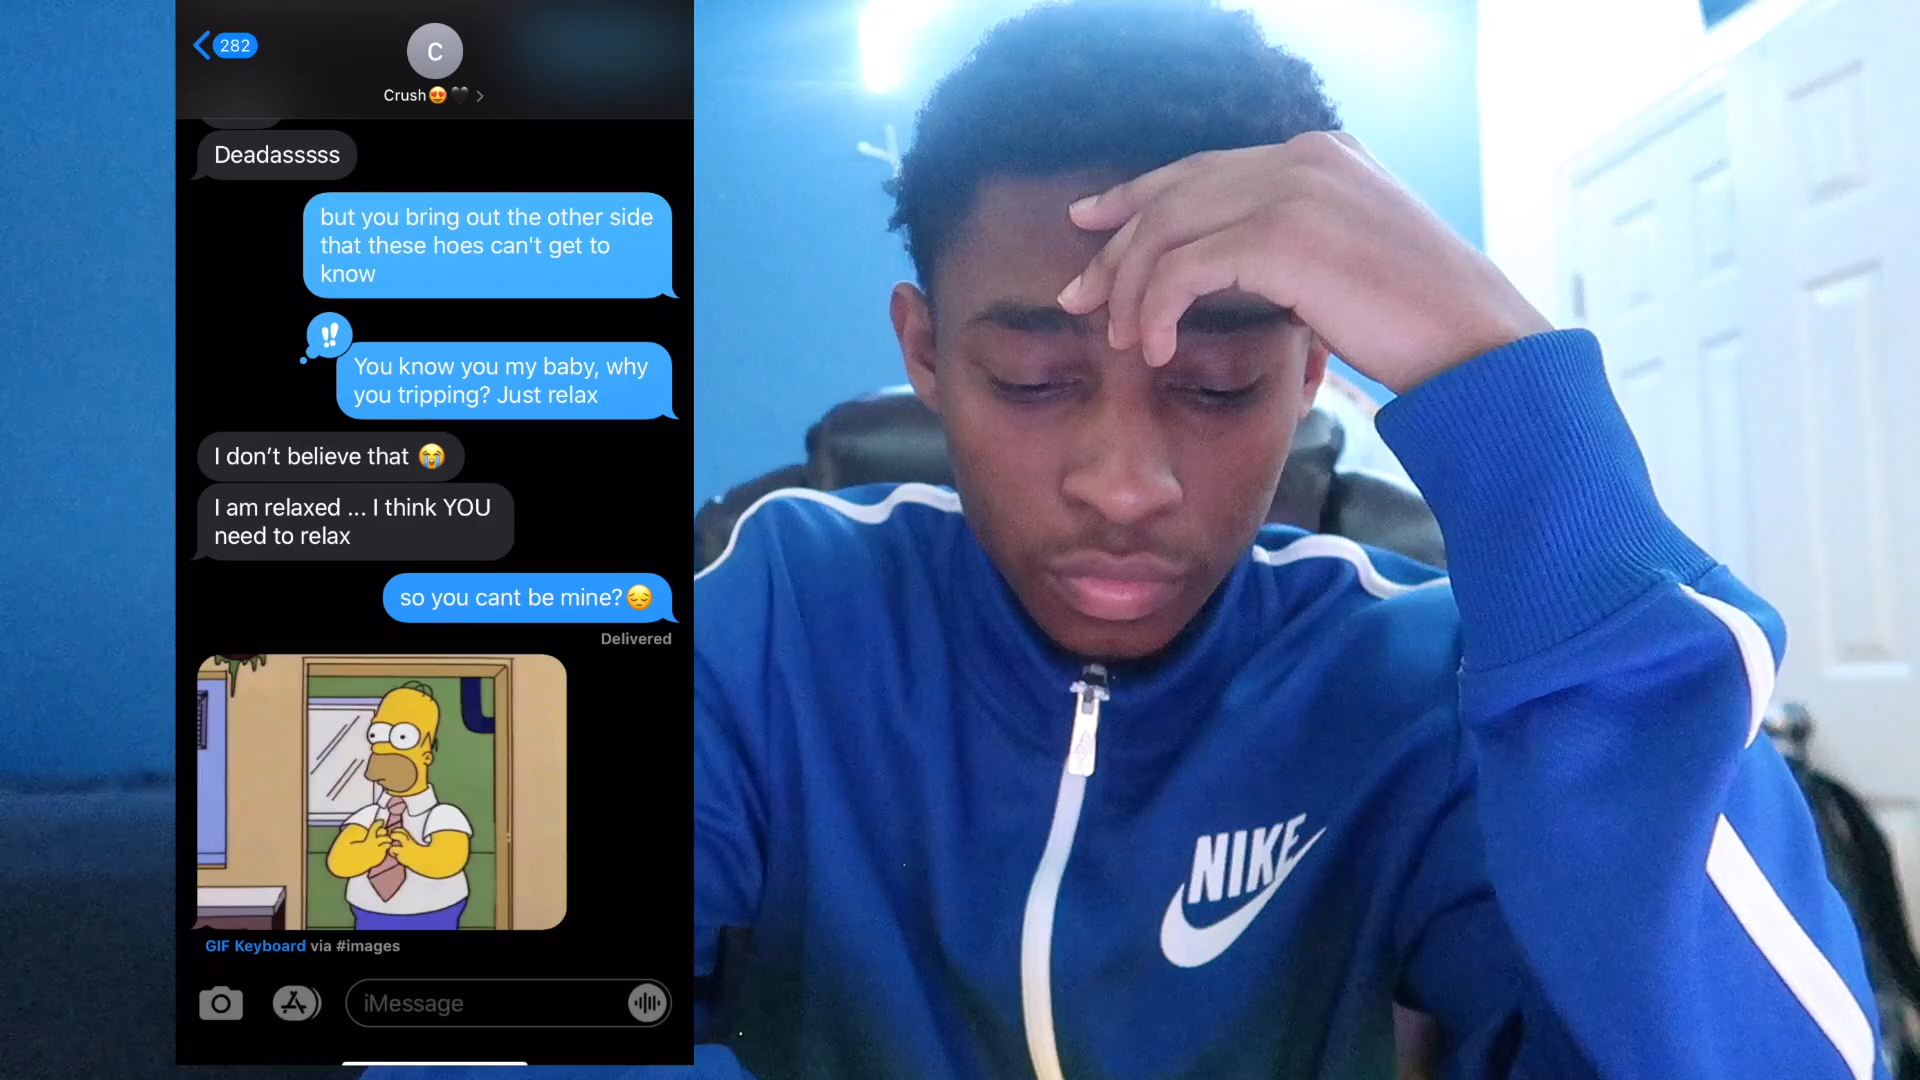 282
C
Crush😍🖤 >
Deadasssss
but you bring out the other side
that these hoes can't get to
know
!!
You know you my baby, why
you tripping? Just relax
I don't believe that 😭
I am relaxed ... I think YOU
need to relax
so you cant be mine?😔
Delivered
GIF Keyboard via #images
iMessage
NIKE